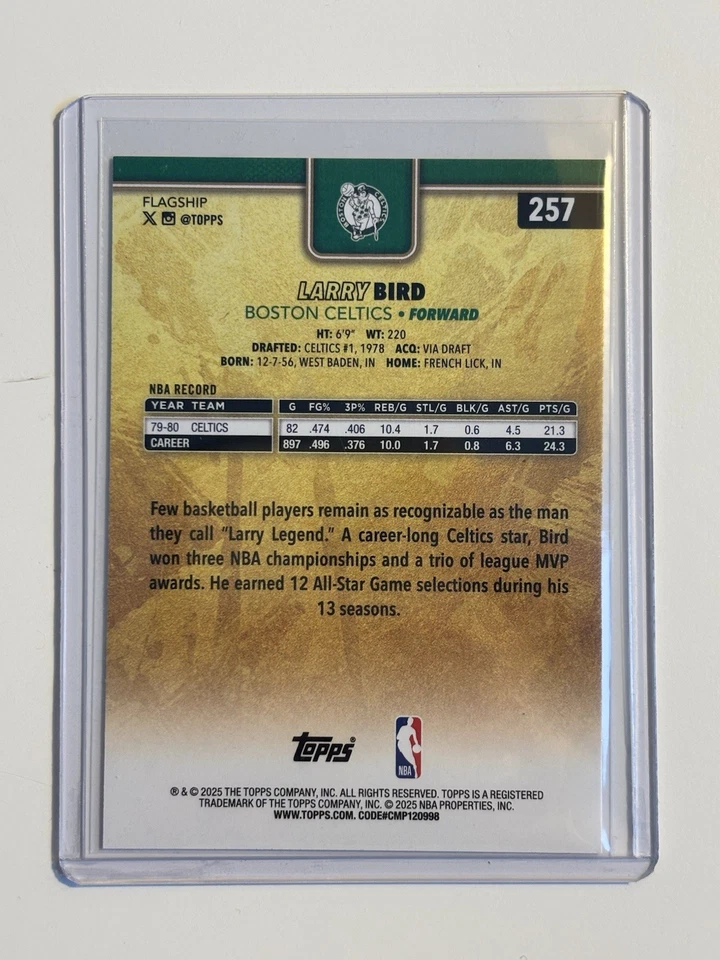 FLAGSHIP
X @TOPPS
BOSTON CELTICS
257
LARRY BIRD
BOSTON CELTICS • FORWARD
HT: 6'9" WT: 220
DRAFTED: CELTICS #1, 1978 ACQ: VIA DRAFT
BORN: 12-7-56, WEST BADEN, IN HOME: FRENCH LICK, IN
NBA RECORD
YEAR TEAM G FG% 3P% REB/G STL/G BLK/G AST/G PTS/G
79-80 CELTICS 82 .474 .406 10.4 1.7 0.6 4.5 21.3
CAREER 897 .496 .376 10.0 1.7 0.8 6.3 24.3
Few basketball players remain as recognizable as the man
they call "Larry Legend." A career-long Celtics star, Bird
won three NBA championships and a trio of league MVP
awards. He earned 12 All-Star Game selections during his
13 seasons.
Topps®
NBA
® & © 2025 THE TOPPS COMPANY, INC. ALL RIGHTS RESERVED. TOPPS IS A REGISTERED
TRADEMARK OF THE TOPPS COMPANY, INC. © 2025 NBA PROPERTIES, INC.
WWW.TOPPS.COM. CODE#CMP120998